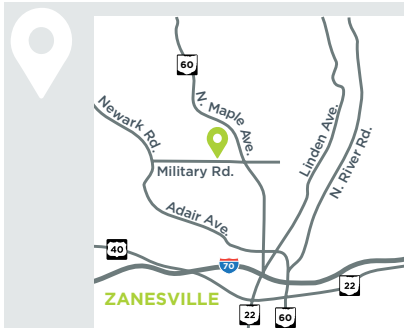 60
Newark Rd.
N. Maple Ave.
Linden Ave.
N. River Rd.
Military Rd.
Adair Ave.
40
70
22
ZANESVILLE
22
60